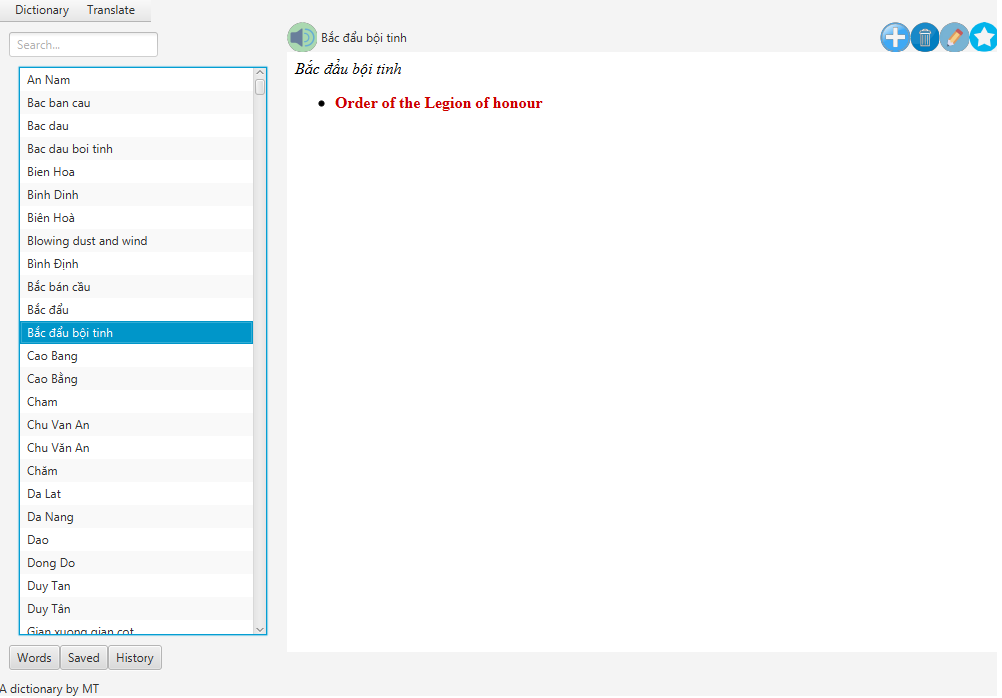 Dictionary Translate
Search...
Bắc đẩu bội tinh
Bắc đẩu bội tinh
Order of the Legion of honour
An Nam
Bac ban cau
Bac dau
Bac dau boi tinh
Bien Hoa
Binh Dinh
Biên Hoà
Blowing dust and wind
Bình Định
Bắc bán cầu
Bắc đẩu
Bắc đẩu bội tinh
Cao Bang
Cao Bằng
Cham
Chu Van An
Chu Văn An
Chăm
Da Lat
Da Nang
Dao
Dong Do
Duy Tan
Duy Tân
Gian xuong gian cot
Words Saved History
A dictionary by MT